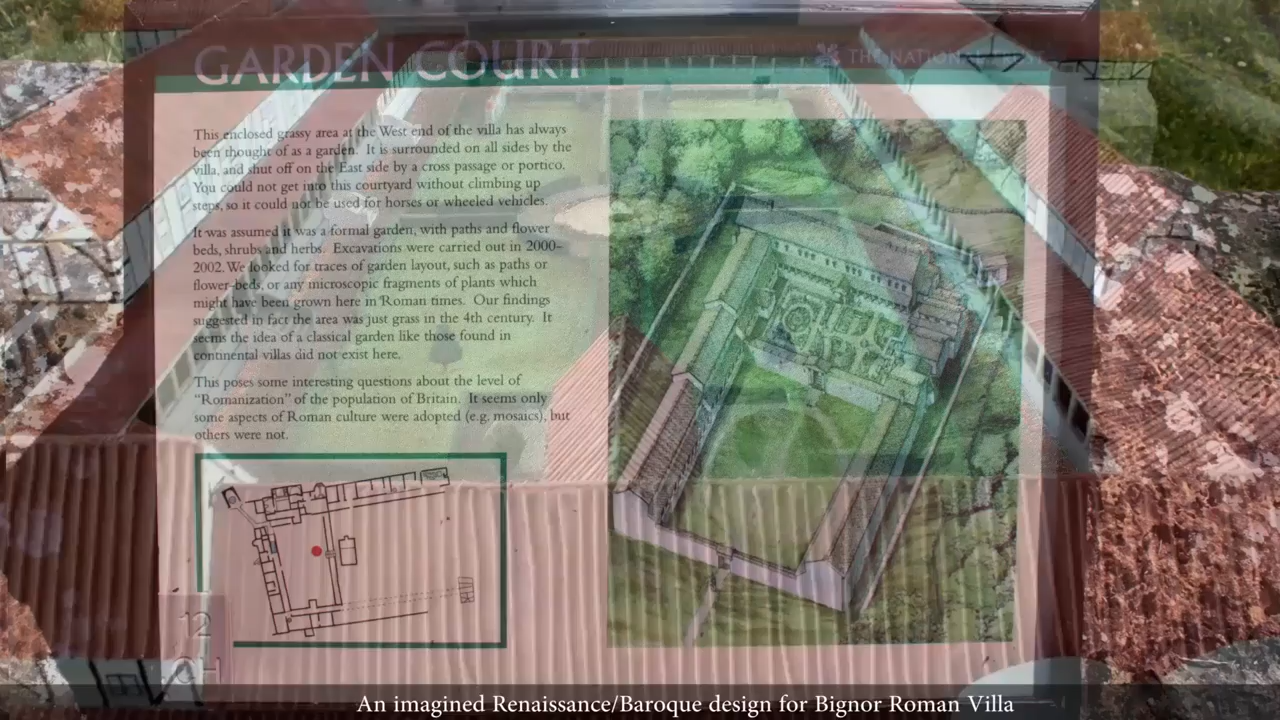 GARDEN COURT
THE NATIONAL
This enclosed grassy area at the West end of the villa has always
been thought of as a garden. It is surrounded on all sides by the
villa, and shut off on the East side by a cross passage or portico.
You could not get into this courtyard without climbing up
steps, so it could not be used for horses or wheeled vehicles.
It was assumed it was a formal garden, with paths and flower
beds, shrubs and herbs. Excavations were carried out in 2000–
2002. We looked for traces of garden layout, such as paths or
flower-beds, or any microscopic fragments of plants which
might have been grown here in Roman times. Our findings
suggested in fact the area was just grass in the 4th century. It
seems the idea of a classical garden like those found in
continental villas did not exist here.
This poses some interesting questions about the level of
“Romanization” of the population of Britain. It seems only
some aspects of Roman culture were adopted (e.g. mosaics), but
others were not.
12
An imagined Renaissance/Baroque design for Bignor Roman Villa